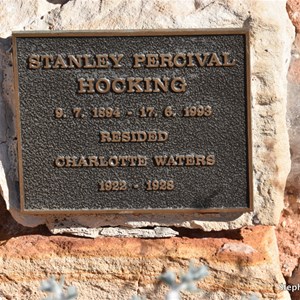 STANLEY PERCIVAL
HOCKING
9. 7. 1894 - 17. 6. 1993
RESIDED
CHARLOTTE WATERS
1922 - 1928